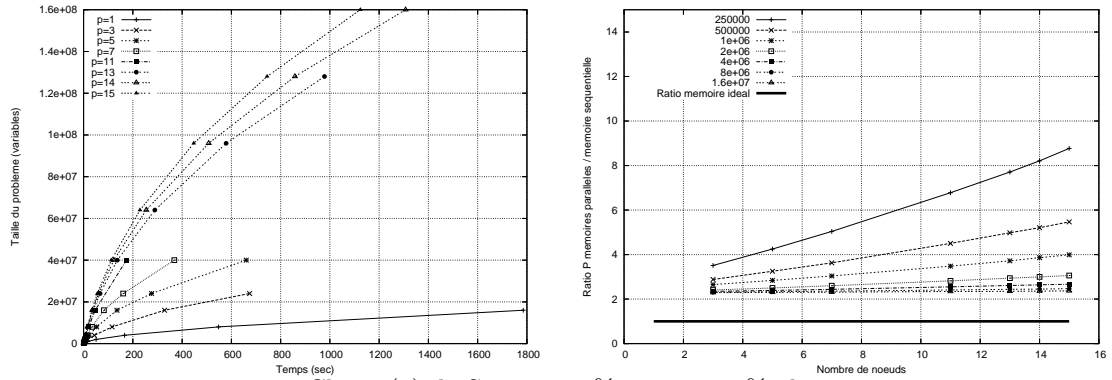 1.6e+08
1.4e+08
1.2e+08
1e+08
8e+07
6e+07
4e+07
2e+07
0
Taille du probleme (variables)
p=1
p=3
p=5
p=7
p=11
p=13
p=14
p=15
0 200 400 600 800 1000 1200 1400 1600 1800
Temps (sec)
14
12
10
8
6
4
2
0
Ratio P memoires paralleles / memoire sequentielle
250000
500000
1e+06
2e+06
4e+06
8e+06
1.6e+07
Ratio memoire ideal
0 2 4 6 8 10 12 14 16
Nombre de noeuds